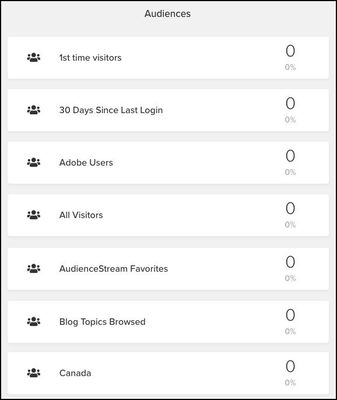 Audiences
1st time visitors
0
0%
30 Days Since Last Login
0
0%
Adobe Users
0
0%
All Visitors
0
0%
AudienceStream Favorites
0
0%
Blog Topics Browsed
0
0%
Canada
0
0%